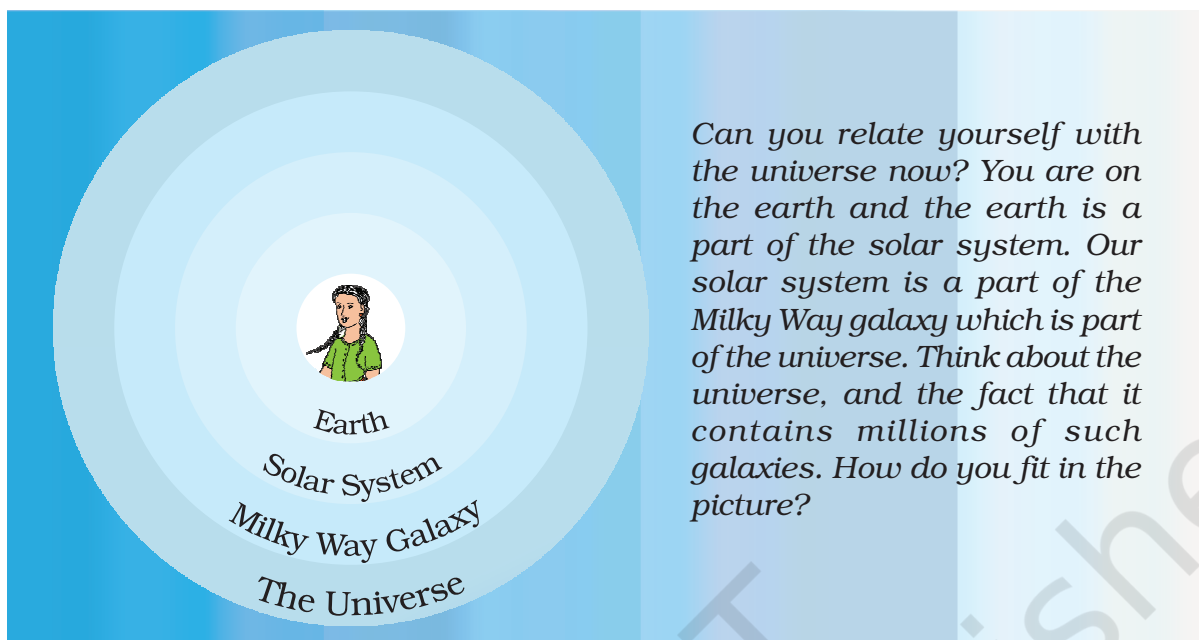 Earth
Solar System
Milky Way Galaxy
The Universe
Can you relate yourself with
the universe now? You are on
the earth and the earth is a
part of the solar system. Our
solar system is a part of the
Milky Way galaxy which is part
of the universe. Think about the
universe, and the fact that it
contains millions of such
galaxies. How do you fit in the
picture?